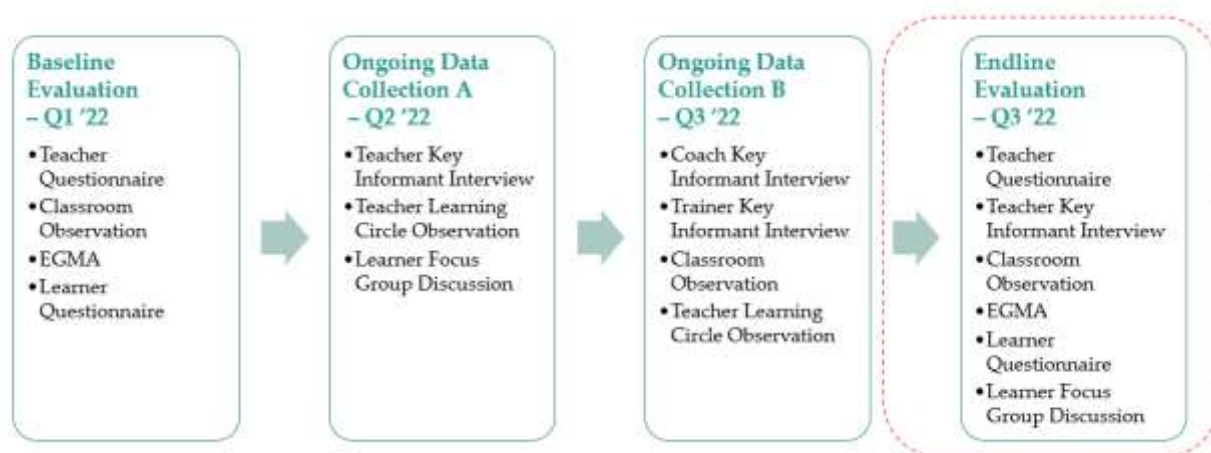 Baseline
Evaluation
– Q1 '22
•Teacher
Questionnaire
•Classroom
Observation
•EGMA
•Learner
Questionnaire
Ongoing Data
Collection A
– Q2 '22
•Teacher Key
Informant Interview
•Teacher Learning
Circle Observation
•Learner Focus
Group Discussion
Ongoing Data
Collection B
– Q3 '22
•Coach Key
Informant Interview
•Trainer Key
Informant Interview
•Classroom
Observation
•Teacher Learning
Circle Observation
Endline
Evaluation
– Q3 '22
•Teacher
Questionnaire
•Teacher Key
Informant Interview
•Classroom
Observation
•EGMA
•Learner
Questionnaire
•Learner Focus
Group Discussion